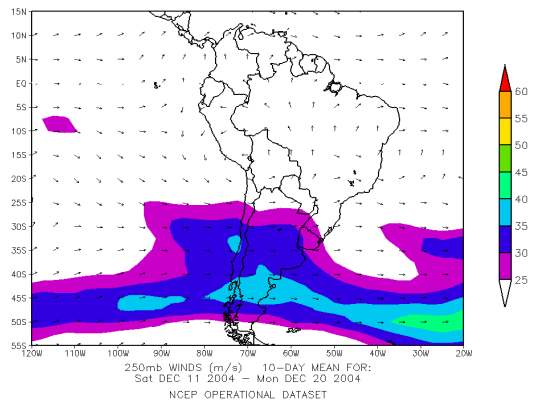 15N
10N
5N
EQ
5S
10S
15S
20S
25S
30S
35S
40S
45S
50S
55S
120W 110W 100W 90W 80W 70W 60W 50W 40W 30W 20W
60
55
50
45
40
35
30
25
250mb WINDS (m/s) 10-DAY MEAN FOR:
Sat DEC 11 2004 - Mon DEC 20 2004
NCEP OPERATIONAL DATASET